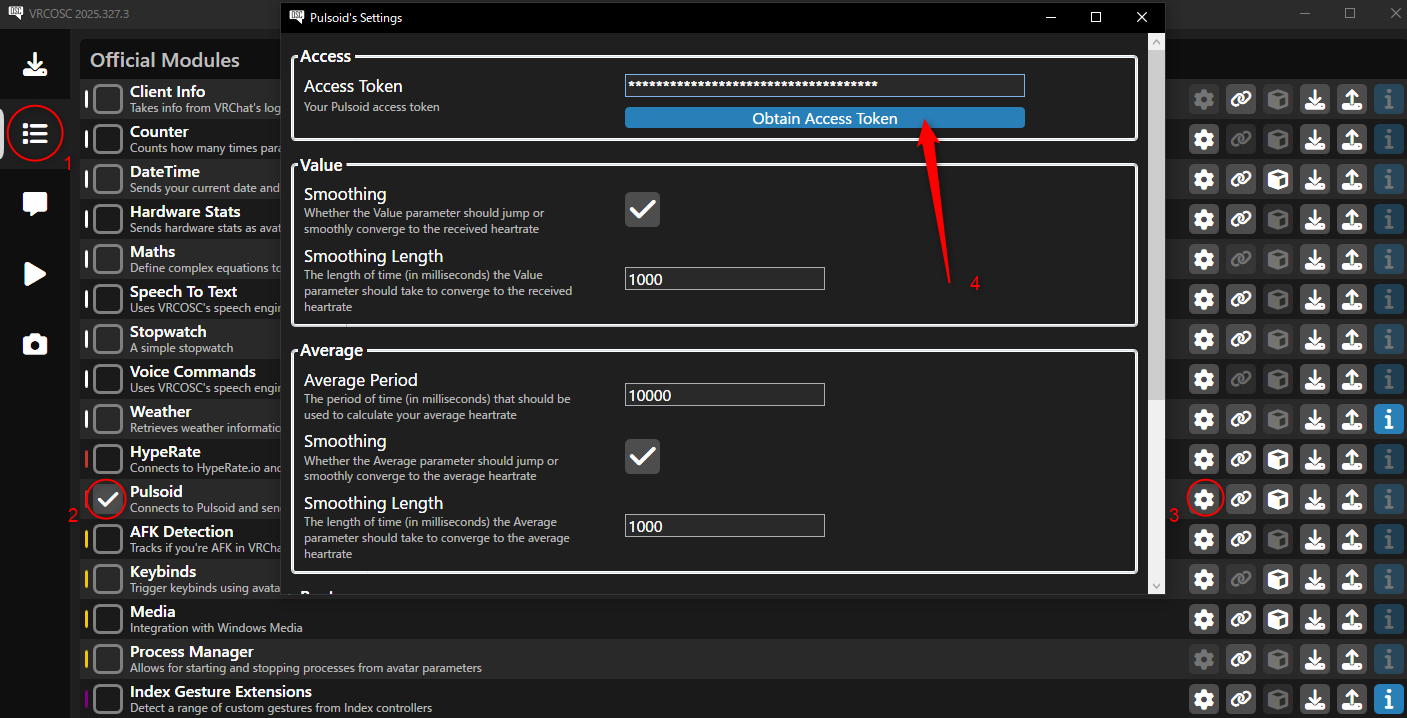 VRCOSC 2025.327.3
Pulsoid's Settings
Official Modules
Client Info
Takes info from VRChat's log
Counter
Counts how many times para
DateTime
Sends your current date and
Hardware Stats
Sends hardware stats as avat
Maths
Define complex equations to
Speech To Text
Uses VRCOSC's speech engin
Stopwatch
A simple stopwatch
Voice Commands
Uses VRCOSC's speech engin
Weather
Retrieves weather informatio
HypeRate
Connects to HypeRate.io and
Pulsoid
Connects to Pulsoid and sen
AFK Detection
Tracks if you're AFK in VRCha
Keybinds
Trigger keybinds using avata
Media
Integration with Windows Media
Process Manager
Allows for starting and stopping processes from avatar parameters
Index Gesture Extensions
Detect a range of custom gestures from Index controllers
1
2
3
4
Access
Access Token
Your Pulsoid access token
************************************
Obtain Access Token
Value
Smoothing
Whether the Value parameter should jump or
smoothly converge to the received heartrate
Smoothing Length
The length of time (in milliseconds) the Value
parameter should take to converge to the received
heartrate
1000
Average
Average Period
The period of time (in milliseconds) that should be
used to calculate your average heartrate
10000
Smoothing
Whether the Average parameter should jump or
smoothly converge to the average heartrate
Smoothing Length
The length of time (in milliseconds) the Average
parameter should take to converge to the average
heartrate
1000